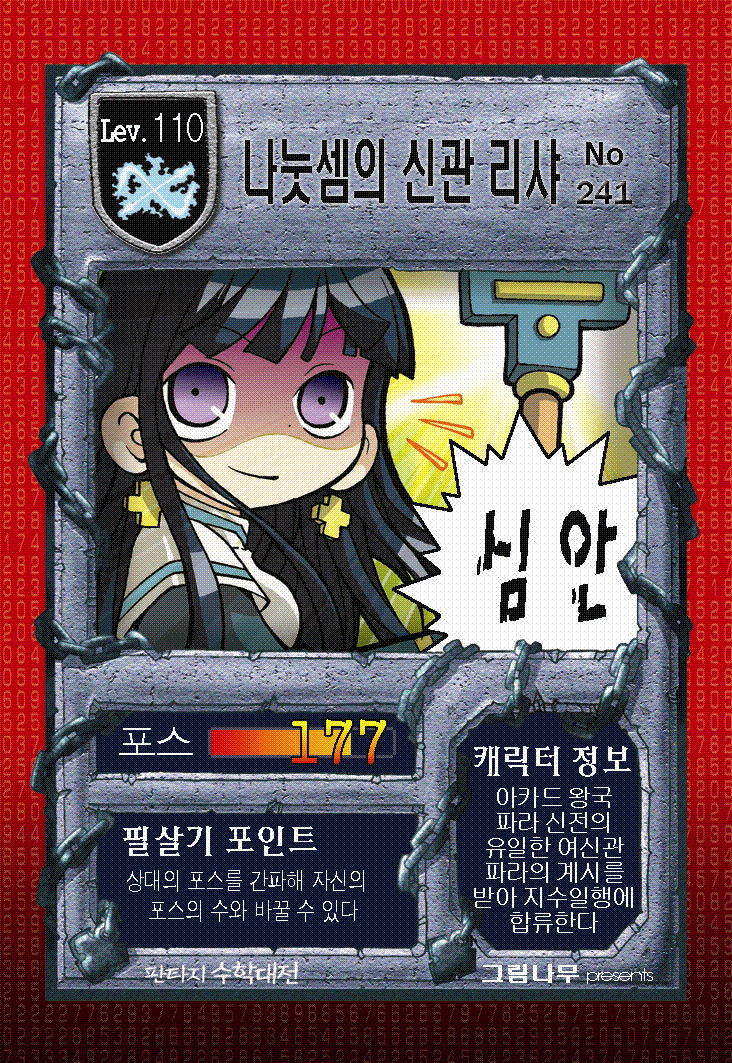 Lev.110
나눗셈의 신관 리샤
No
241
심안
포스 177
캐릭터 정보
아카드 왕국
파라 신전의
유일한 여신관
파라의 계시를
받아 지수일행에
합류한다
필살기 포인트
상대의 포스를 간파해 자신의
포스의 수와 바꿀 수 있다
판타지 수학대전
그림나무 presents